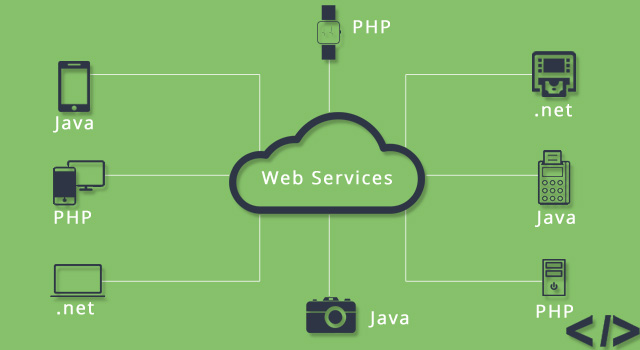 PHP
Java
.net
Web Services
PHP
Java
.net
Java
PHP
</>